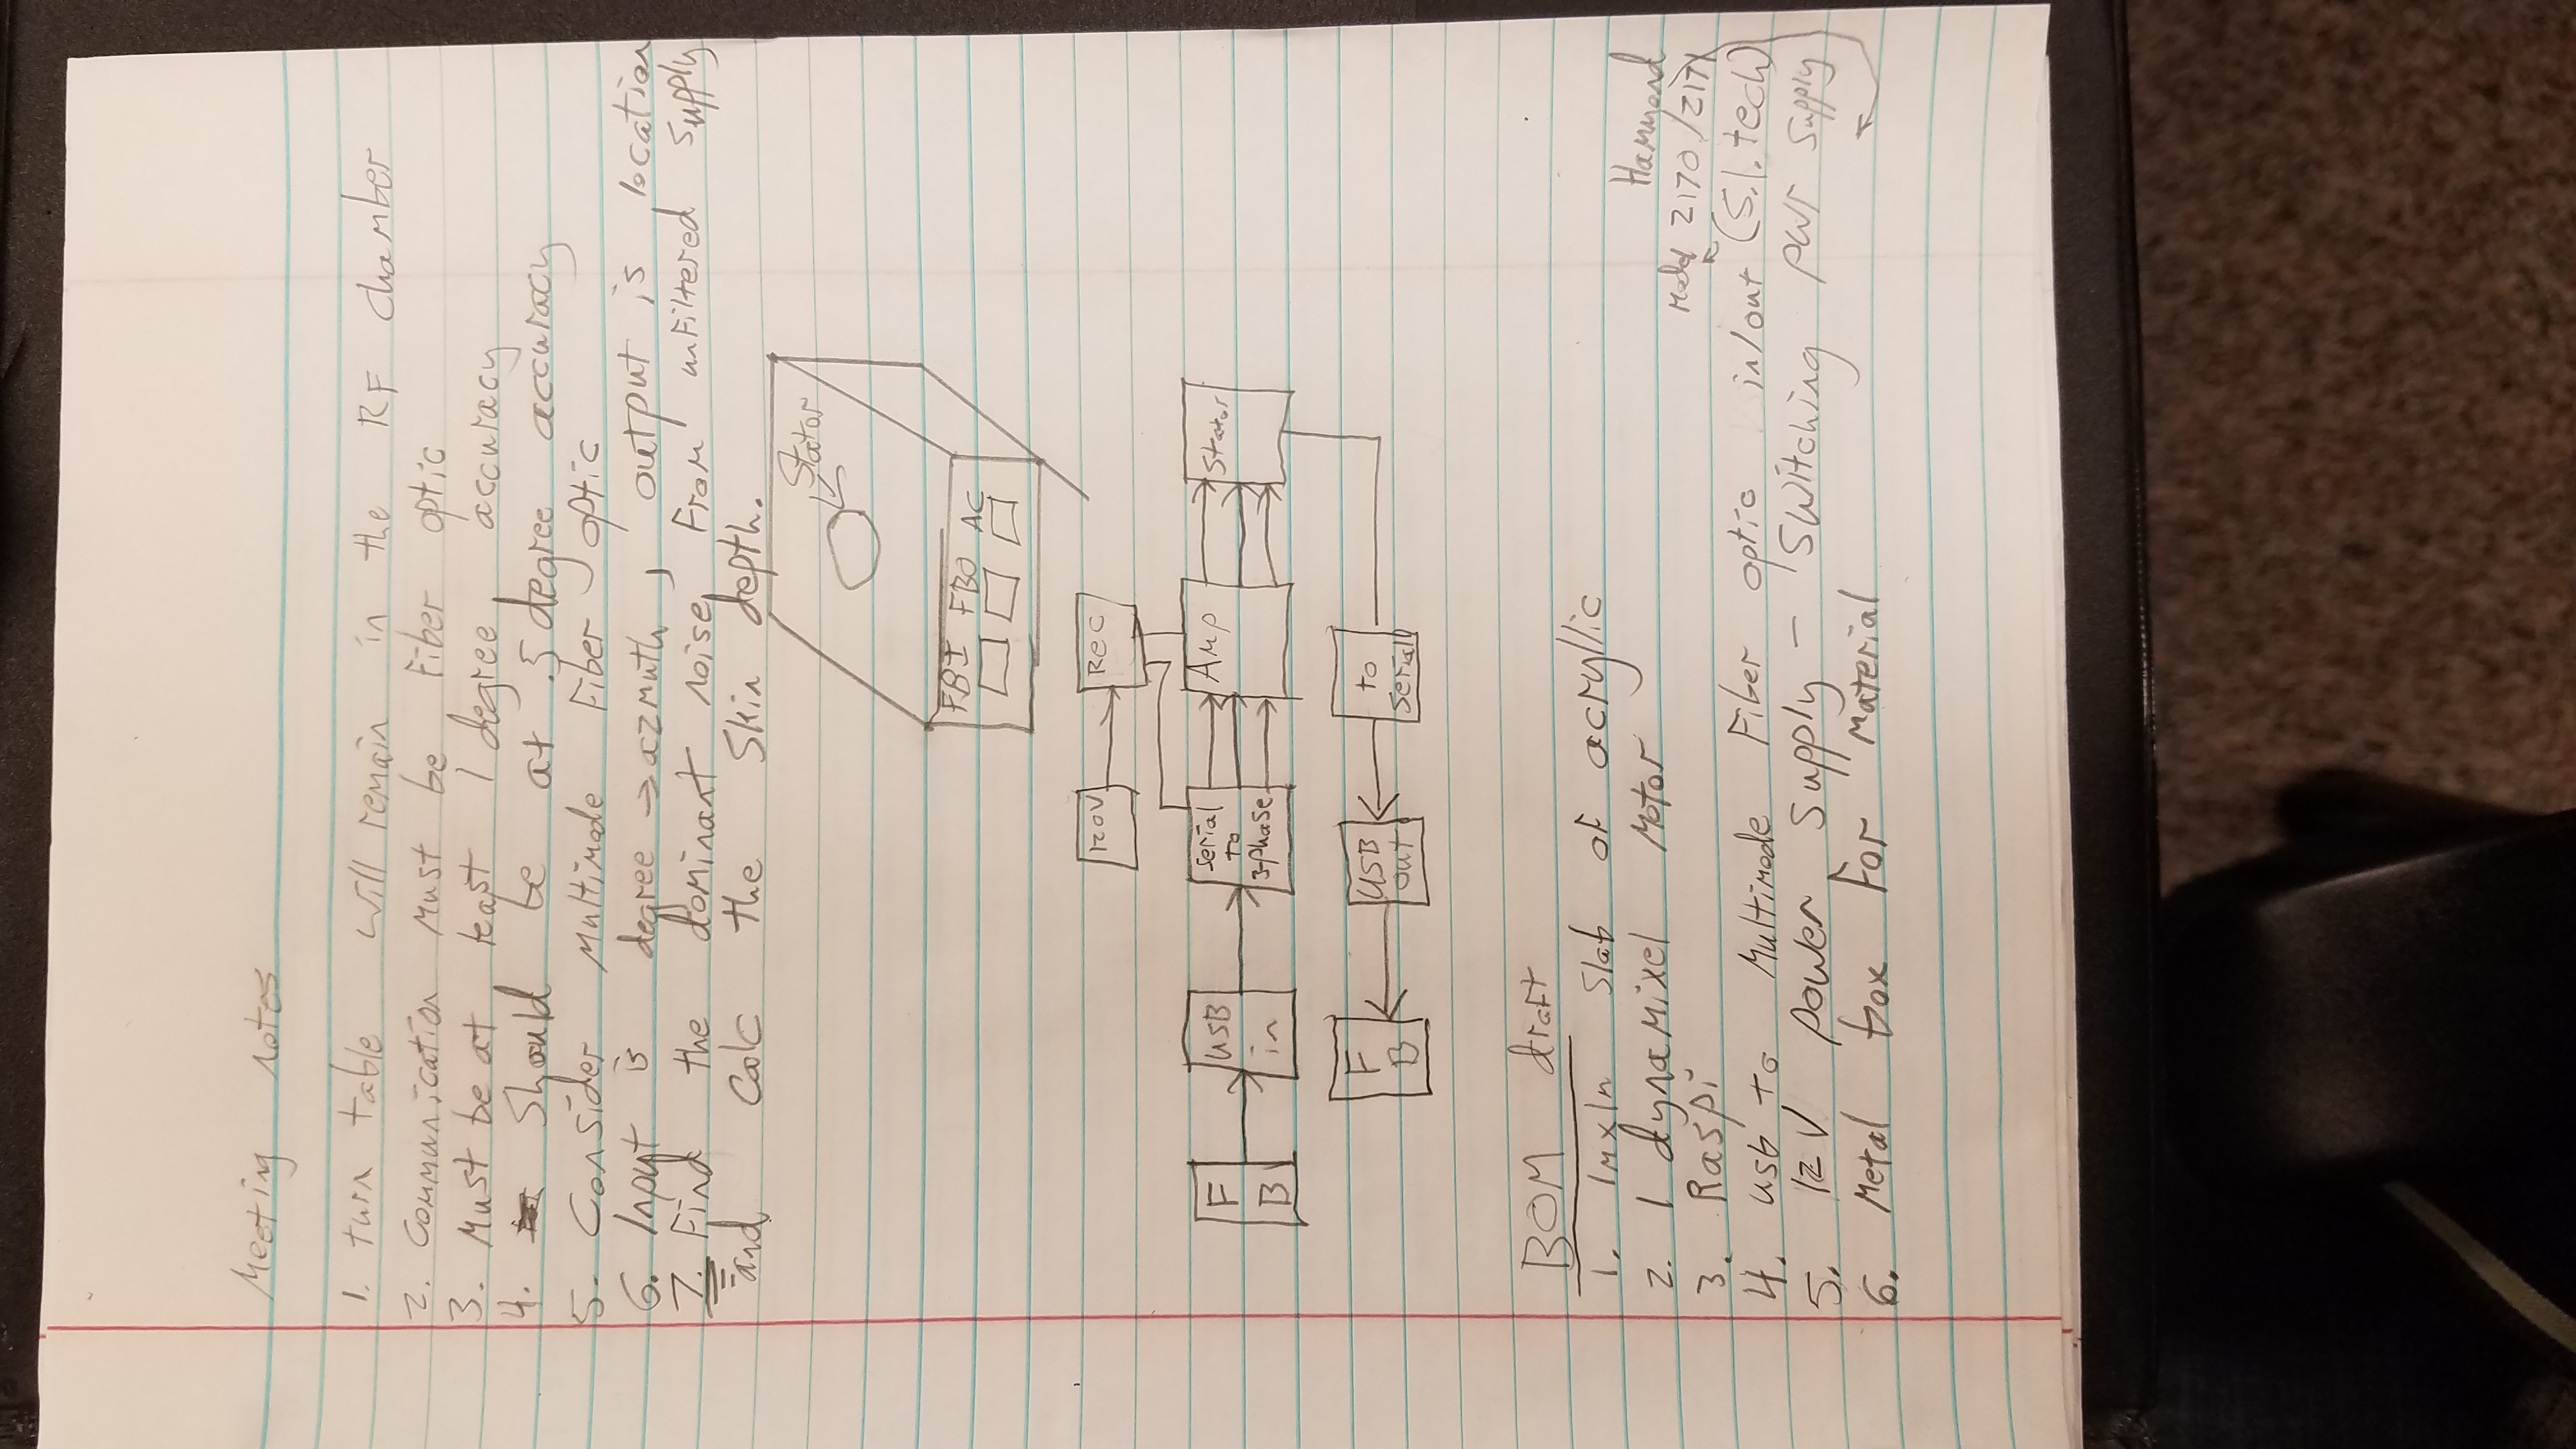 Meeting notes
1. turn table will remain in the RF chamber
2. Communication Must be Fiber optic
3. Must be at least 1 degree accuracy
4. Should be at .5 degree accuracy
5. Consider Multimode Fiber optic
6. Input is degree → azmuth, output is location
7. Find the dominant noise From unFiltered supply
and calc the Skin depth.
Stator
FBI FBO AC
120V Rec
F B
USB in
Serial to 3-phase
Amp
Stator
F B
USB out
to Serial
BOM draft
1. 1mx1m Slab of acryllic
2. 1 dynamixel Motor
3. Raspi
Hammond
Model 2170/2171
4. usb to Multimode Fiber optic in/out (S.I. tech)
5. 12V power supply - Switching pwr supply
6. Metal box For Material